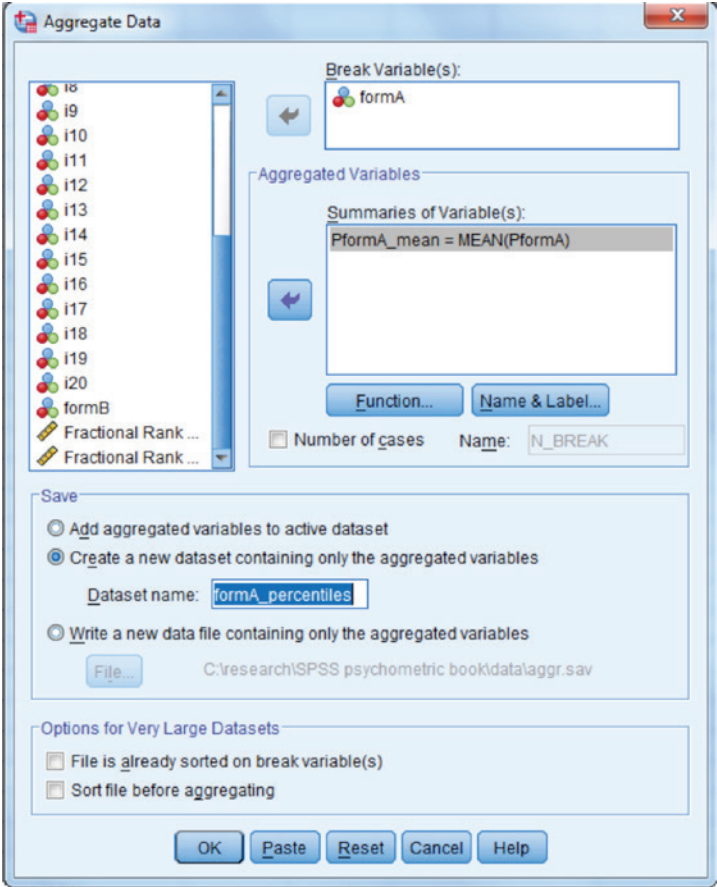 Aggregate Data
i8
i9
i10
i11
i12
i13
i14
i15
i16
i17
i18
i19
i20
formB
Fractional Rank ...
Fractional Rank ...
Break Variable(s):
formA
Aggregated Variables
Summaries of Variable(s):
PformA_mean = MEAN(PformA)
Function...
Name & Label...
Number of cases
Name:
N_BREAK
Save
Add aggregated variables to active dataset
Create a new dataset containing only the aggregated variables
Dataset name:
formA_percentiles
Write a new data file containing only the aggregated variables
File...
C:\research\SPSS psychometric book\data\aggr.sav
Options for Very Large Datasets
File is already sorted on break variable(s)
Sort file before aggregating
OK
Paste
Reset
Cancel
Help